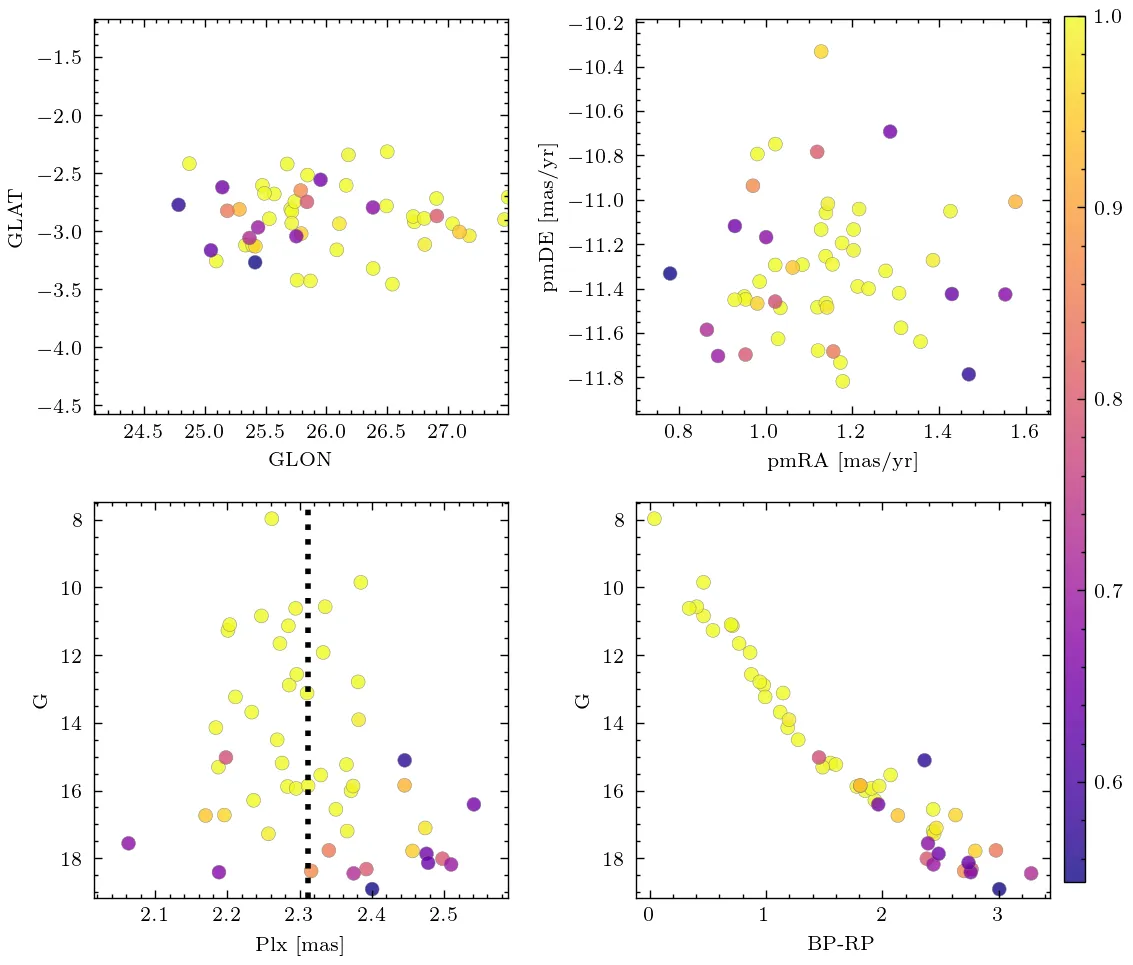 −1.5
−2.0
−2.5
−3.0
−3.5
−4.0
−4.5
GLAT
24.5 25.0 25.5 26.0 26.5 27.0
GLON
−10.2
−10.4
−10.6
−10.8
−11.0
−11.2
−11.4
−11.6
−11.8
pmDE [mas/yr]
0.8 1.0 1.2 1.4 1.6
pmRA [mas/yr]
8
10
12
14
16
18
G
2.1 2.2 2.3 2.4 2.5
Plx [mas]
8
10
12
14
16
18
G
0 1 2 3
BP-RP
1.0
0.9
0.8
0.7
0.6